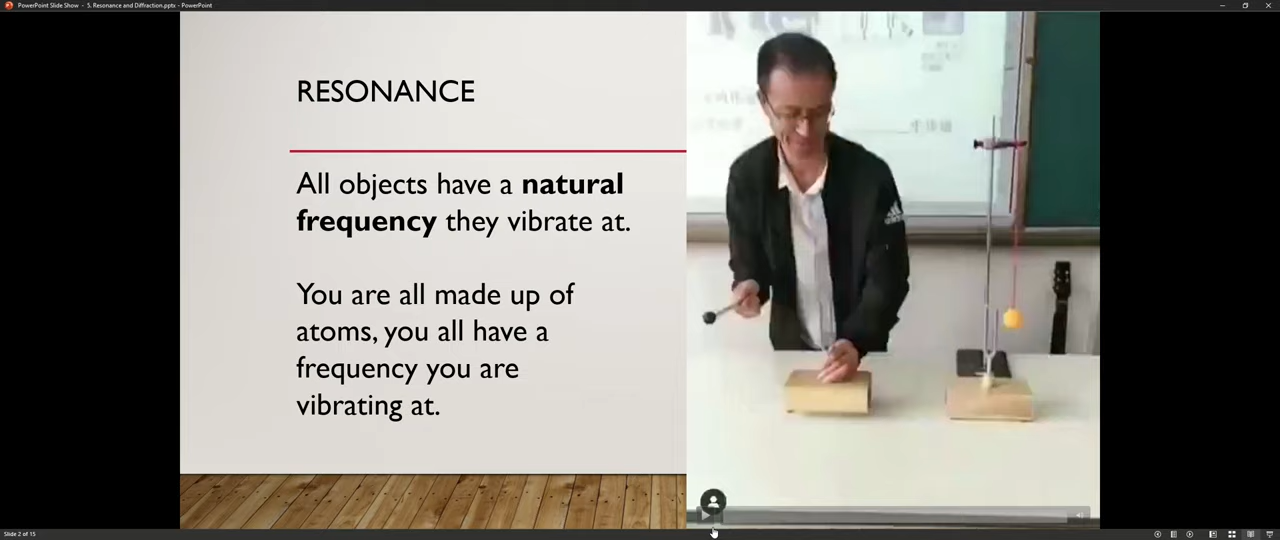 PowerPoint Slide Show - 5. Resonance and Diffraction.pptx - PowerPoint
RESONANCE
All objects have a natural
frequency they vibrate at.
You are all made up of
atoms, you all have a
frequency you are
vibrating at.
Slide 2 of 15